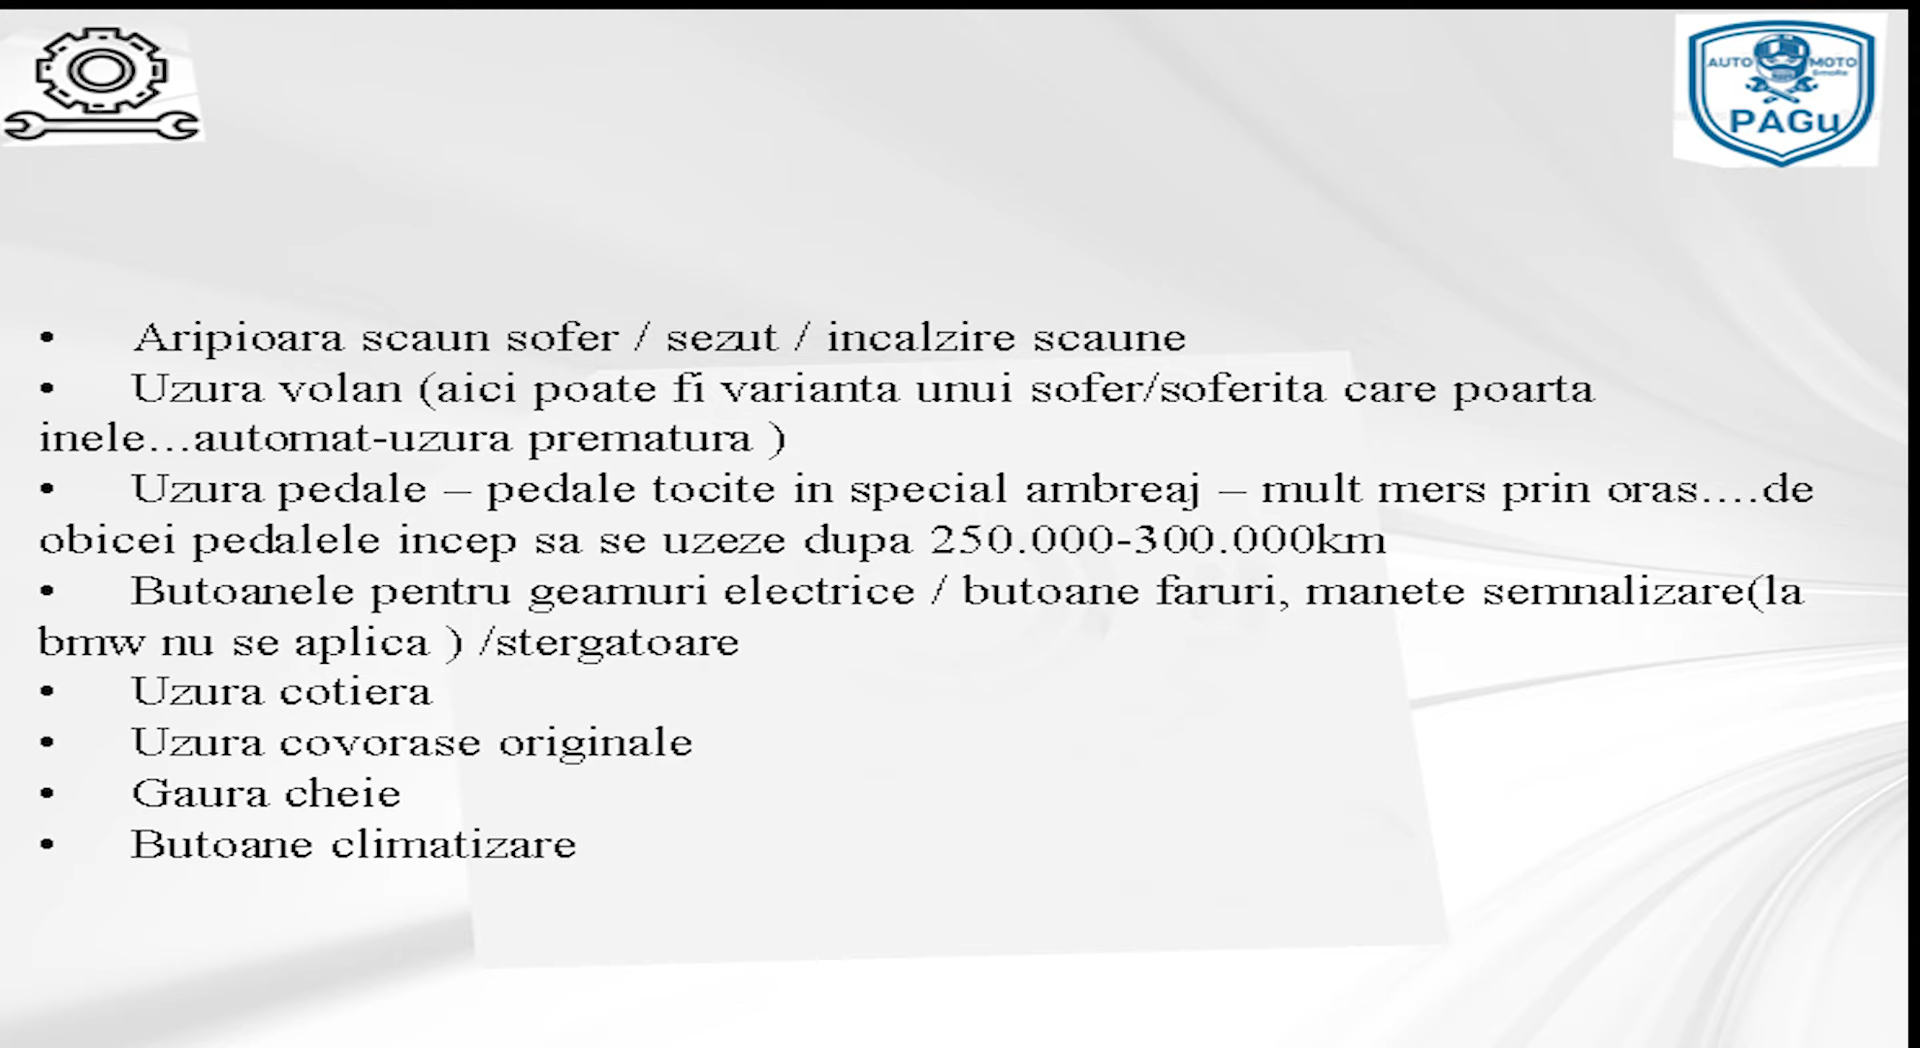 AUTO MOTO
PAGu
• Aripioara scaun sofer / sezut / incalzire scaune
• Uzura volan (aici poate fi varianta unui sofer/soferita care poarta
inele...automat-uzura prematura )
• Uzura pedale – pedale tocite in special ambreaj – mult mers prin oras....de
obicei pedalele incep sa se uzeze dupa 250.000-300.000km
• Butoanele pentru geamuri electrice / butoane faruri, manete semnalizare(la
bmw nu se aplica ) /stergatoare
• Uzura cotiera
• Uzura covorase originale
• Gaura cheie
• Butoane climatizare